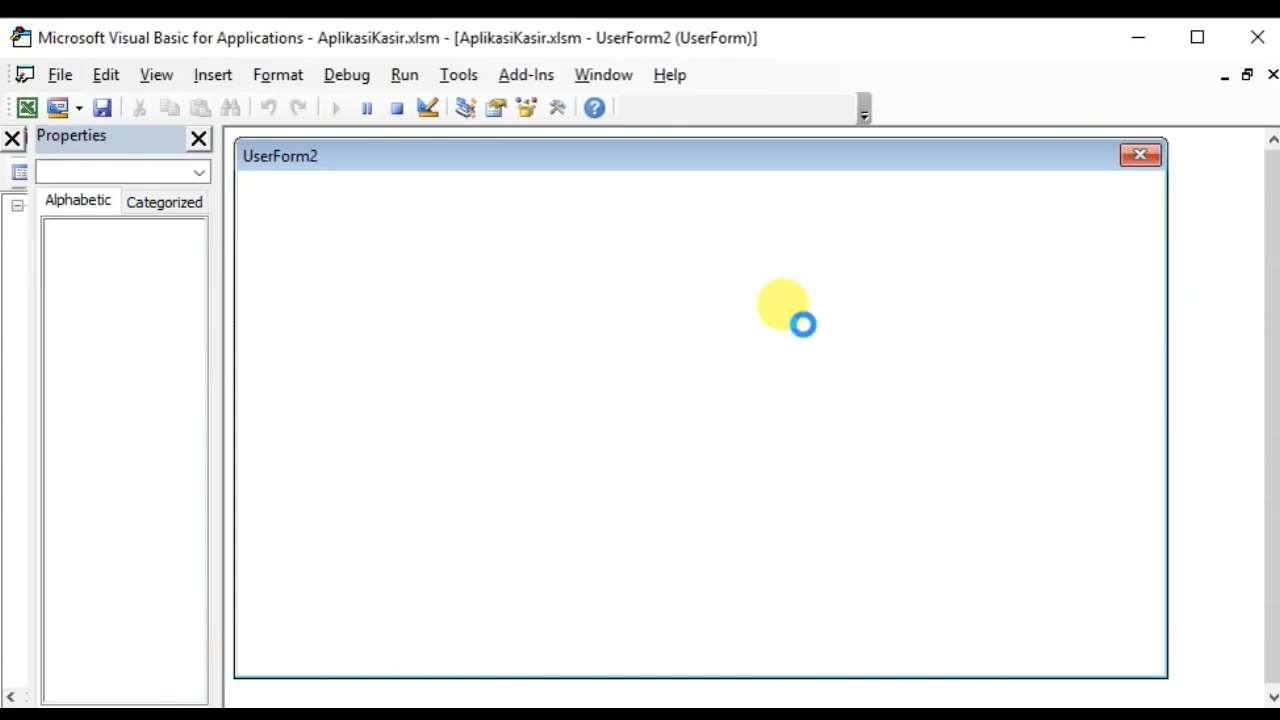 Microsoft Visual Basic for Applications - AplikasiKasir.xlsm - [AplikasiKasir.xlsm - UserForm2 (UserForm)]
File Edit View Insert Format Debug Run Tools Add-Ins Window Help
Properties
UserForm2
Alphabetic Categorized